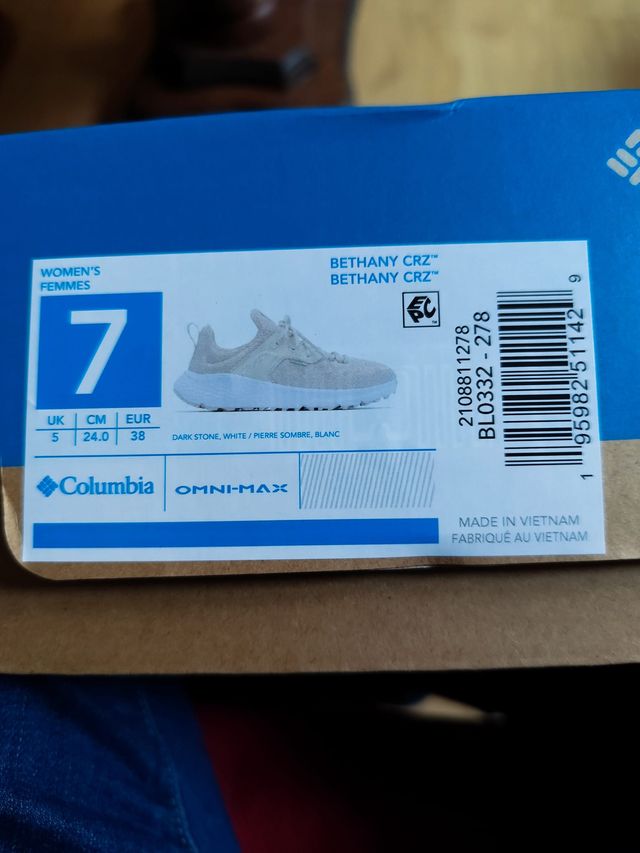 WOMEN'S
FEMMES
7
UK CM EUR
5 24.0 38
BETHANY CRZ™
BETHANY CRZ™
EPC™
DARK STONE, WHITE / PIERRE SOMBRE, BLANC
Columbia
OMNI-MAX
2108811278
BL0332 - 278
1 95982 51142 9
MADE IN VIETNAM
FABRIQUÉ AU VIETNAM